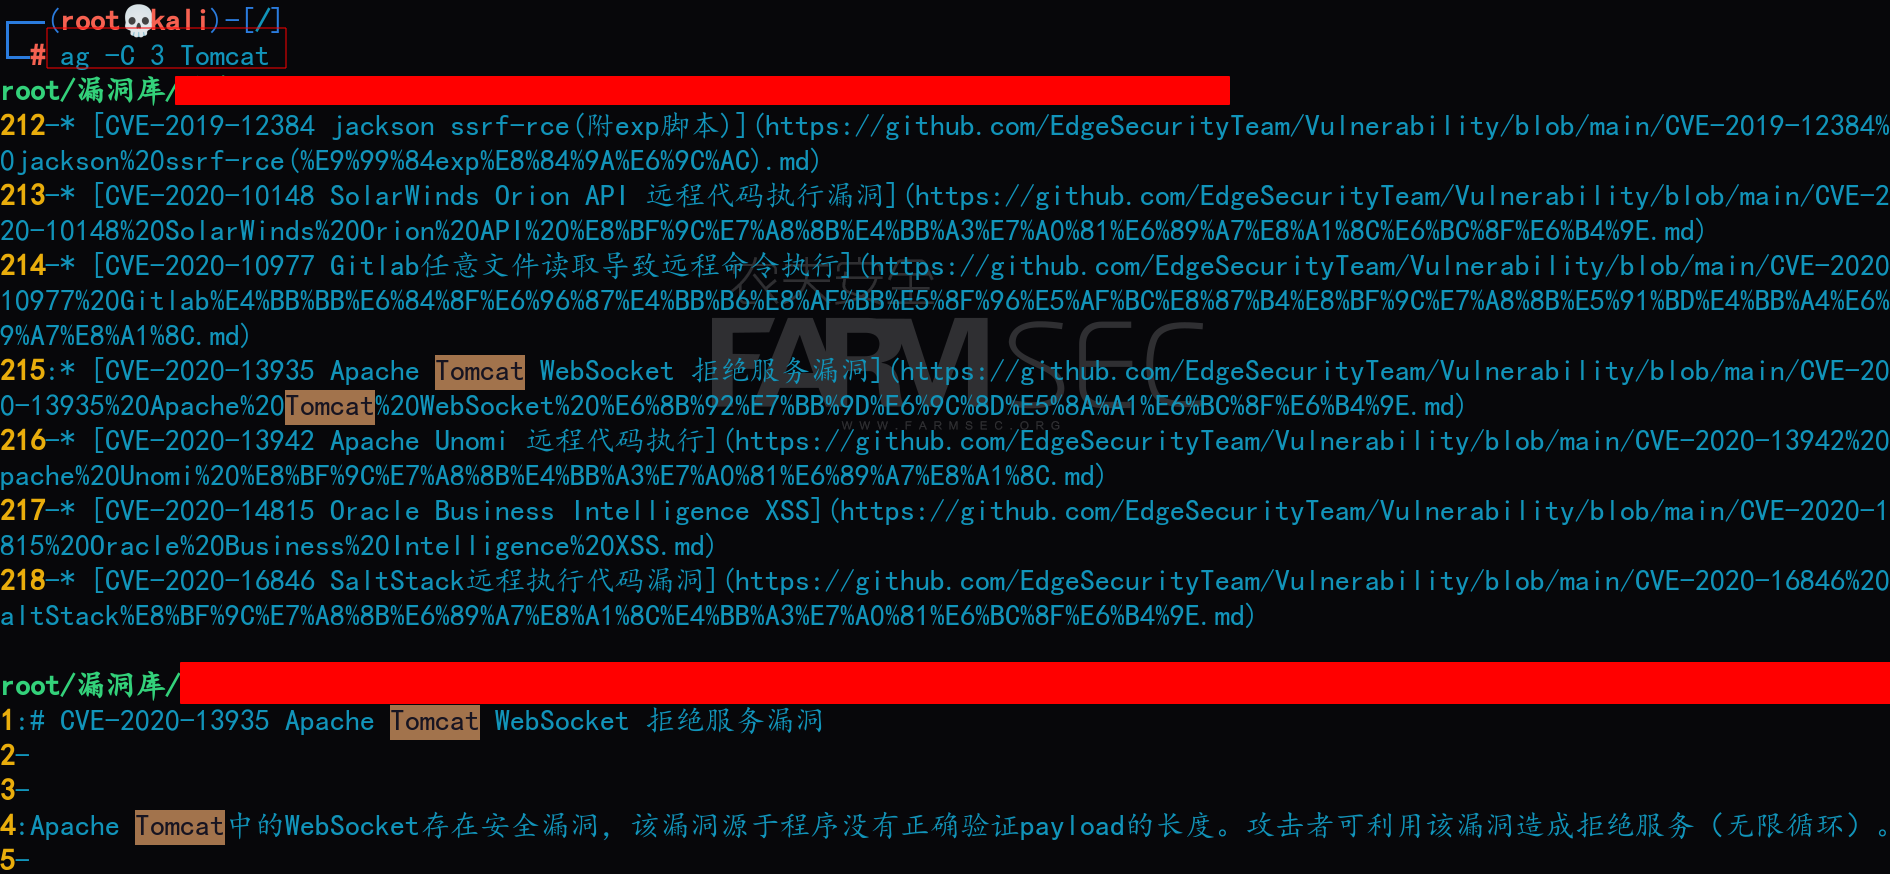 (root💀kali)-[/]
# ag -C 3 Tomcat
root/漏洞库/
212-* [CVE-2019-12384 jackson ssrf-rce(附exp脚本)](https://github.com/EdgeSecurityTeam/Vulnerability/blob/main/CVE-2019-12384%
0jackson%20ssrf-rce(%E9%99%84exp%E8%84%9A%E6%9C%AC).md)
213-* [CVE-2020-10148 SolarWinds Orion API 远程代码执行漏洞](https://github.com/EdgeSecurityTeam/Vulnerability/blob/main/CVE-2
20-10148%20SolarWinds%20Orion%20API%20%E8%BF%9C%E7%A8%8B%E4%BB%A3%E7%A0%81%E6%89%A7%E8%A1%8C%E6%BC%8F%E6%B4%9E.md)
214-* [CVE-2020-10977 Gitlab任意文件读取导致远程命令执行](https://github.com/EdgeSecurityTeam/Vulnerability/blob/main/CVE-2020
10977%20Gitlab%E4%BB%BB%E6%84%8F%E6%96%87%E4%BB%B6%E8%AF%BB%E5%8F%96%E5%AF%BC%E8%87%B4%E8%BF%9C%E7%A8%8B%E5%91%BD%E4%BB%A4%E6%
9%A7%E8%A1%8C.md)
215:* [CVE-2020-13935 Apache Tomcat WebSocket 拒绝服务漏洞](https://github.com/EdgeSecurityTeam/Vulnerability/blob/main/CVE-20
0-13935%20Apache%20Tomcat%20WebSocket%20%E6%8B%92%E7%BB%9D%E6%9C%8D%E5%8A%A1%E6%BC%8F%E6%B4%9E.md)
216-* [CVE-2020-13942 Apache Unomi 远程代码执行](https://github.com/EdgeSecurityTeam/Vulnerability/blob/main/CVE-2020-13942%20
pache%20Unomi%20%E8%BF%9C%E7%A8%8B%E4%BB%A3%E7%A0%81%E6%89%A7%E8%A1%8C.md)
217-* [CVE-2020-14815 Oracle Business Intelligence XSS](https://github.com/EdgeSecurityTeam/Vulnerability/blob/main/CVE-2020-1
815%20Oracle%20Business%20Intelligence%20XSS.md)
218-* [CVE-2020-16846 SaltStack远程执行代码漏洞](https://github.com/EdgeSecurityTeam/Vulnerability/blob/main/CVE-2020-16846%20
altStack%E8%BF%9C%E7%A8%8B%E6%89%A7%E8%A1%8C%E4%BB%A3%E7%A0%81%E6%BC%8F%E6%B4%9E.md)
农夫安全
FARMSEC
WWW.FARMSEC.ORG
root/漏洞库/
1:# CVE-2020-13935 Apache Tomcat WebSocket 拒绝服务漏洞
2-
3-
4:Apache Tomcat中的WebSocket存在安全漏洞，该漏洞源于程序没有正确验证payload的长度。攻击者可利用该漏洞造成拒绝服务（无限循环）。
5-